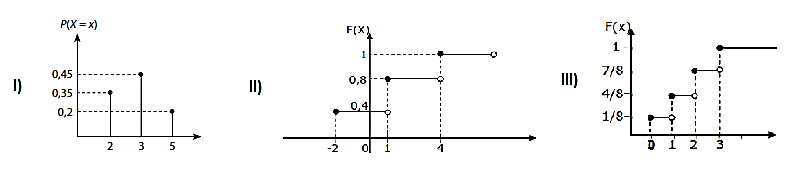 I)
P(X = x)
0,45
0,35
0,2
2 3 5
II)
F(X)
1
0,8
0,4
-2 0 1 4
III)
F(x)
1
7/8
4/8
1/8
0 1 2 3